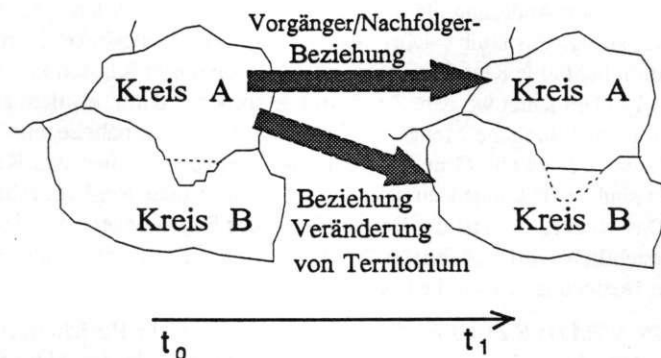 Vorgänger/Nachfolger-
Beziehung
Kreis A
Kreis A
Beziehung
Veränderung
von Territorium
Kreis B
Kreis B
t0
t1